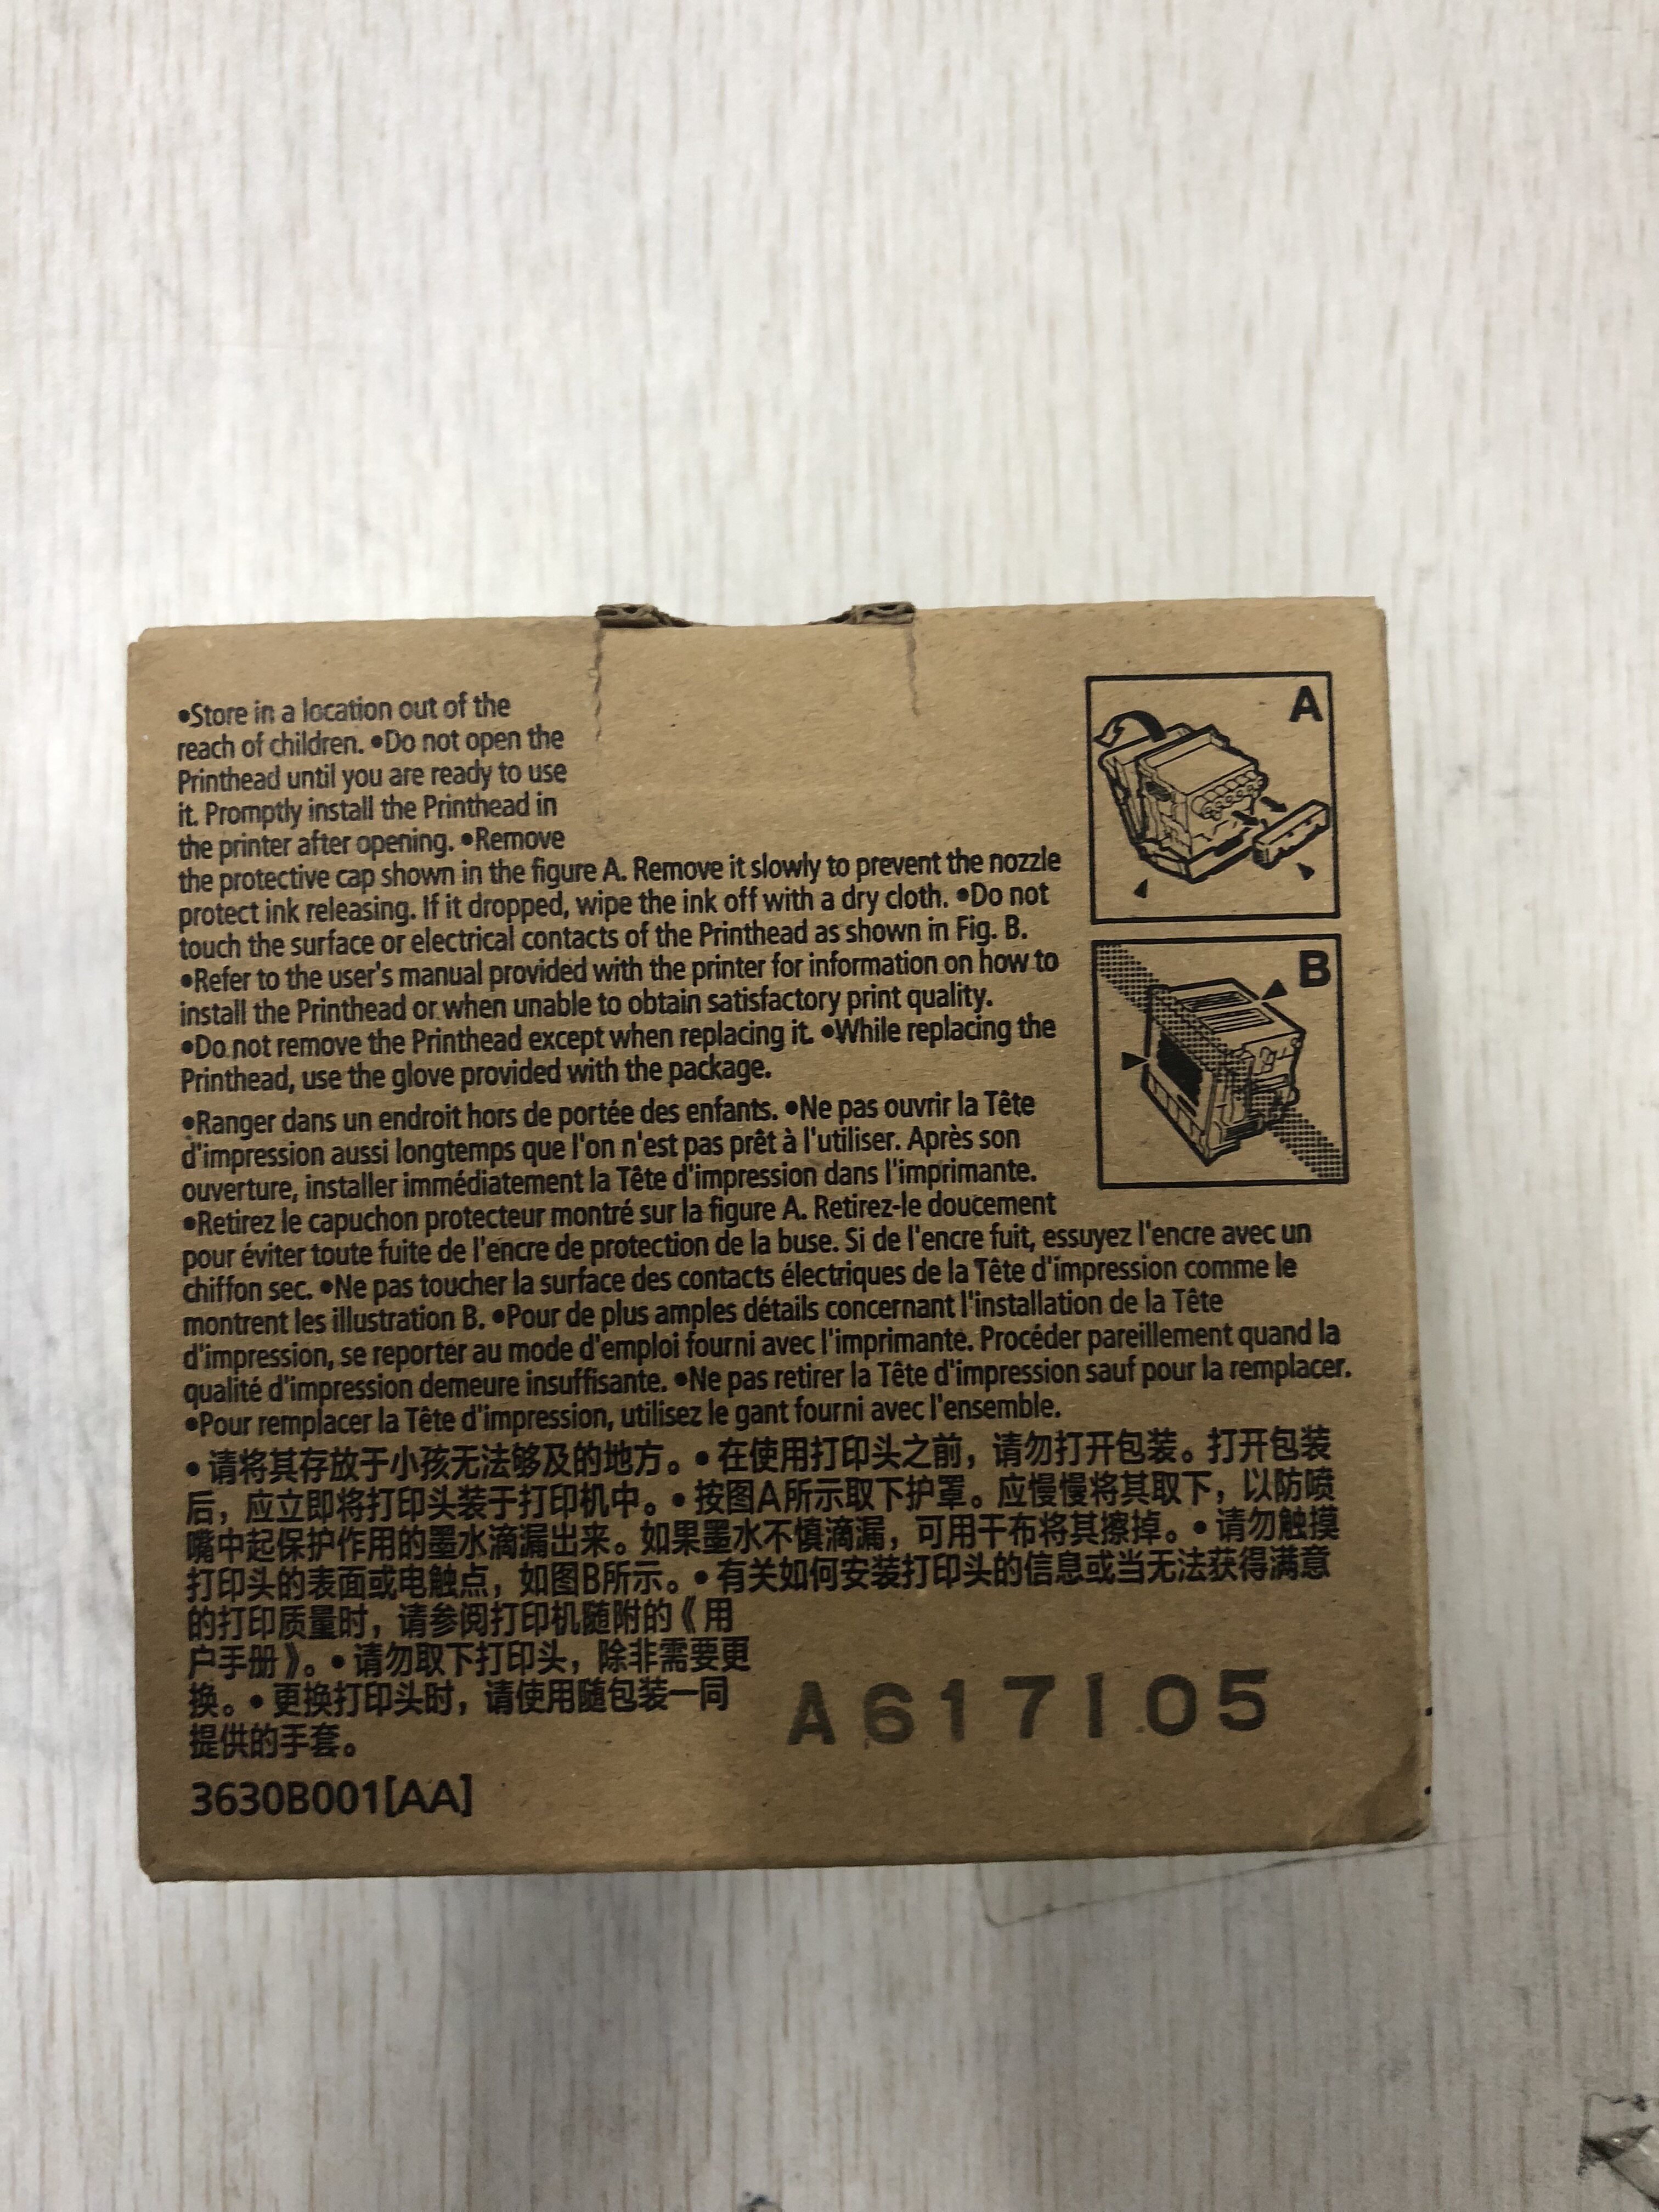 •Store in a location out of the
reach of children. •Do not open the
Printhead until you are ready to use
it. Promptly install the Printhead in
the printer after opening. •Remove
the protective cap shown in the figure A. Remove it slowly to prevent the nozzle
protect ink releasing. If it dropped, wipe the ink off with a dry cloth. •Do not
touch the surface or electrical contacts of the Printhead as shown in Fig. B.
•Refer to the user's manual provided with the printer for information on how to
install the Printhead or when unable to obtain satisfactory print quality.
•Do not remove the Printhead except when replacing it. •While replacing the
Printhead, use the glove provided with the package.
A
B
•Ranger dans un endroit hors de portée des enfants. •Ne pas ouvrir la Tête
d'impression aussi longtemps que l'on n'est pas prêt à l'utiliser. Après son
ouverture, installer immédiatement la Tête d'impression dans l'imprimante.
•Retirez le capuchon protecteur montré sur la figure A. Retirez-le doucement
pour éviter toute fuite de l'encre de protection de la buse. Si de l'encre fuit, essuyez l'encre avec un
chiffon sec. •Ne pas toucher la surface des contacts électriques de la Tête d'impression comme le
montrent les illustration B. •Pour de plus amples détails concernant l'installation de la Tête
d'impression, se reporter au mode d'emploi fourni avec l'imprimante. Procéder pareillement quand la
qualité d'impression demeure insuffisante. •Ne pas retirer la Tête d'impression sauf pour la remplacer.
•Pour remplacer la Tête d'impression, utilisez le gant fourni avec l'ensemble.
•请将其存放于小孩无法够及的地方。•在使用打印头之前，请勿打开包装。打开包装
后，应立即将打印头装于打印机中。•按图A所示取下护罩。应慢慢将其取下，以防喷
嘴中起保护作用的墨水滴漏出来。如果墨水不慎滴漏，可用干布将其擦掉。•请勿触摸
打印头的表面或电触点，如图B所示。•有关如何安装打印头的信息或当无法获得满意
的打印质量时，请参阅打印机随附的《用
户手册》。•请勿取下打印头，除非需要更
换。•更换打印头时，请使用随包装一同
提供的手套。
A617105
3630B001[AA]